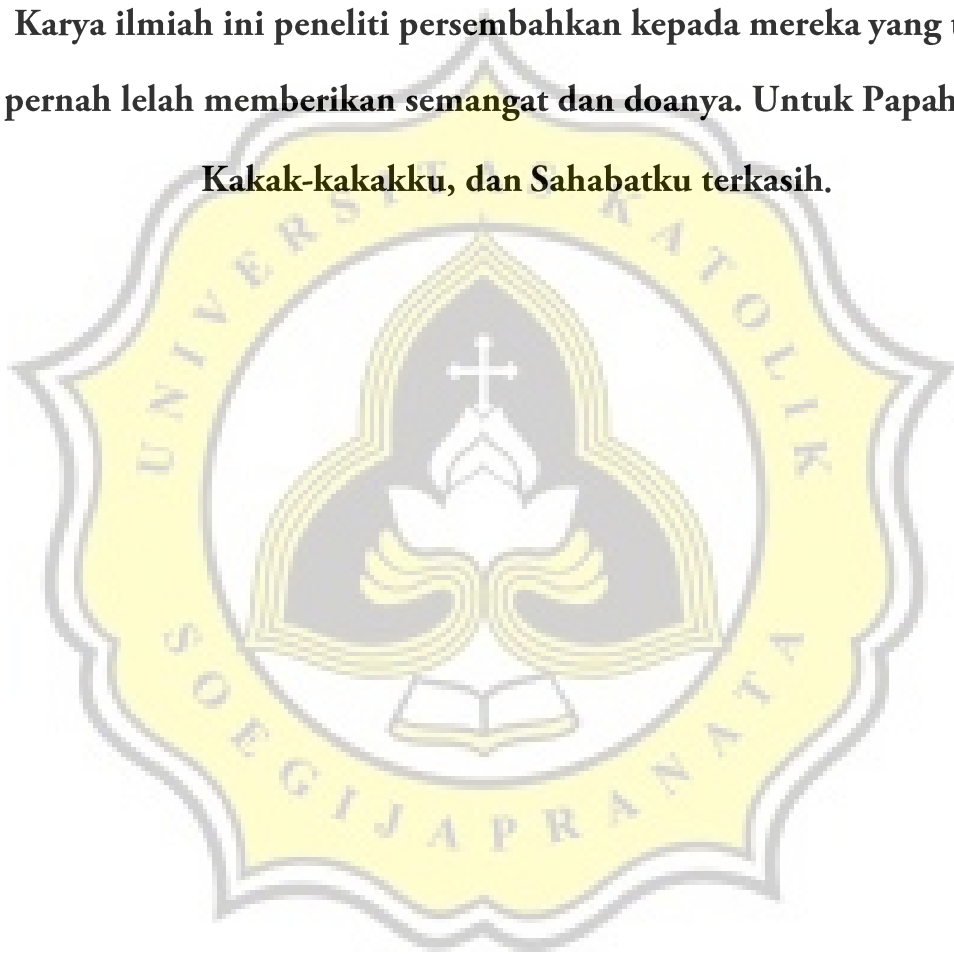 Karya ilmiah ini peneliti persembahkan kepada mereka yang
pernah lelah memberikan semangat dan doanya. Untuk Papah
Kakak-kakakku, dan Sahabatku terkasih.
UNIVERSITAS KATOLIK
SOEGIJAPRANATA